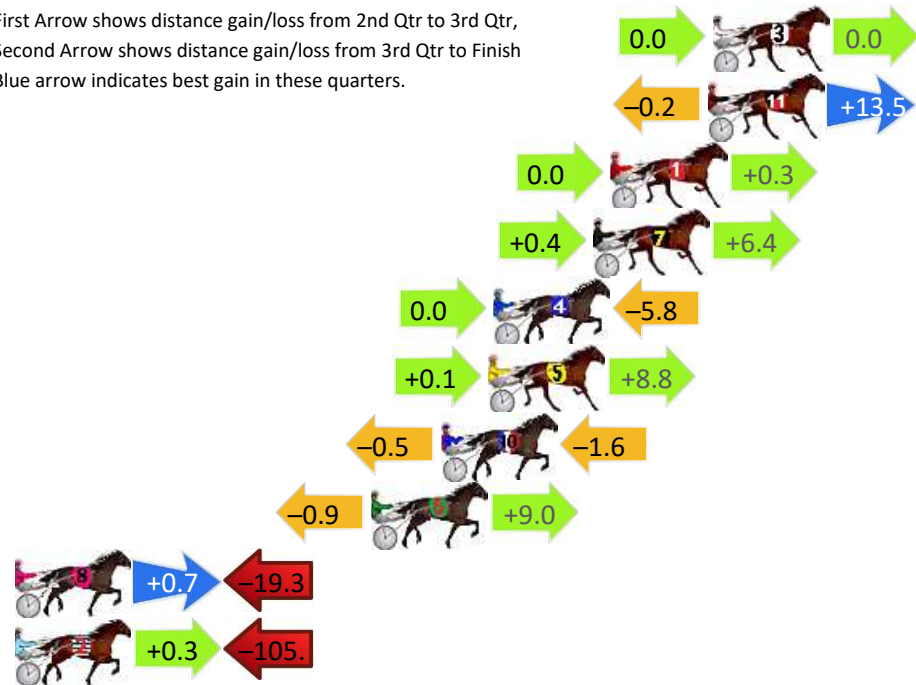 First Arrow shows distance gain/loss from 2nd Qtr to 3rd Qtr,
Second Arrow shows distance gain/loss from 3rd Qtr to Finish
Blue arrow indicates best gain in these quarters.
0.0 3 0.0
–0.2 11 +13.5
0.0 1 +0.3
+0.4 7 +6.4
0.0 4 –5.8
+0.1 5 +8.8
–0.5 10 –1.6
–0.9 6 +9.0
8 +0.7 –19.3
2 +0.3 –105.